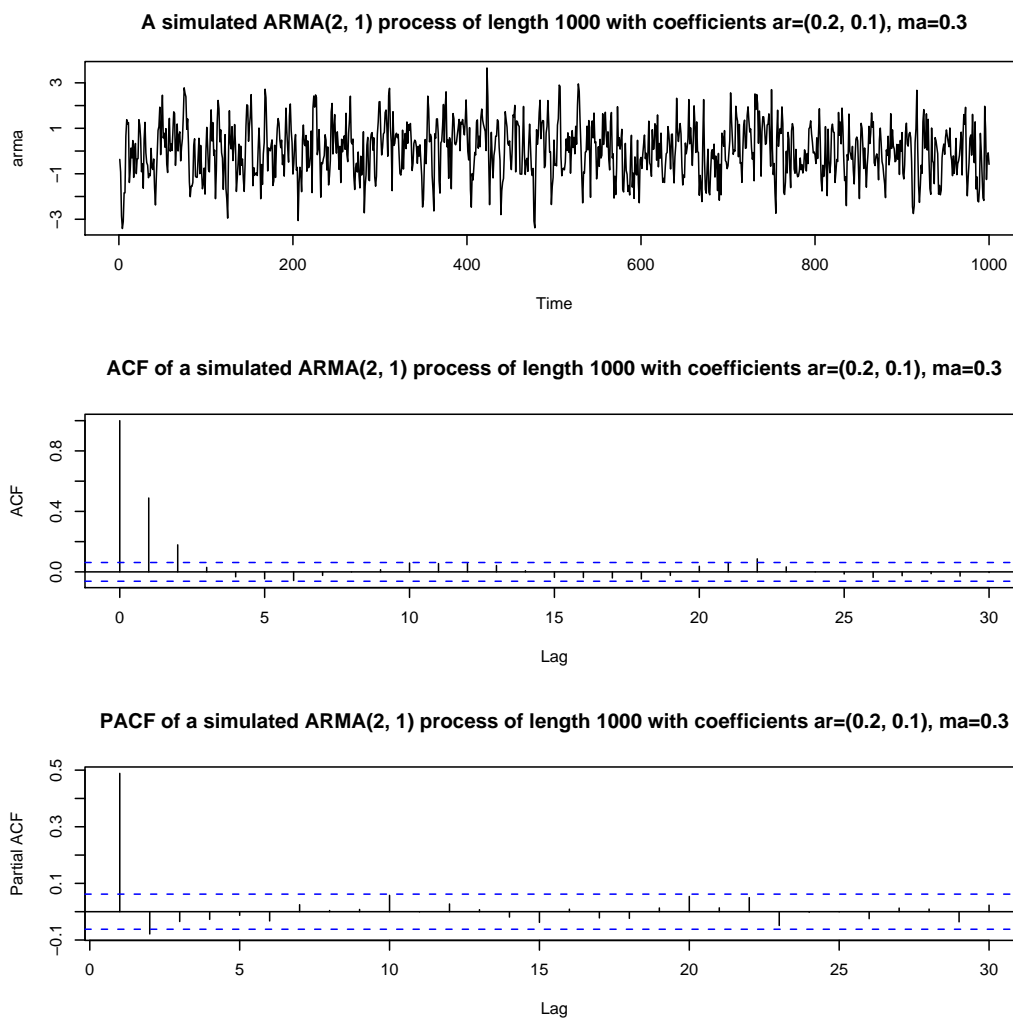 A simulated ARMA(2, 1) process of length 1000 with coefficients ar=(0.2, 0.1), ma=0.3
arma
3
1
−1
−3
0 200 400 600 800 1000
Time
ACF of a simulated ARMA(2, 1) process of length 1000 with coefficients ar=(0.2, 0.1), ma=0.3
ACF
0.8
0.4
0.0
0 5 10 15 20 25 30
Lag
PACF of a simulated ARMA(2, 1) process of length 1000 with coefficients ar=(0.2, 0.1), ma=0.3
Partial ACF
0.5
0.3
0.1
−0.1
0 5 10 15 20 25 30
Lag